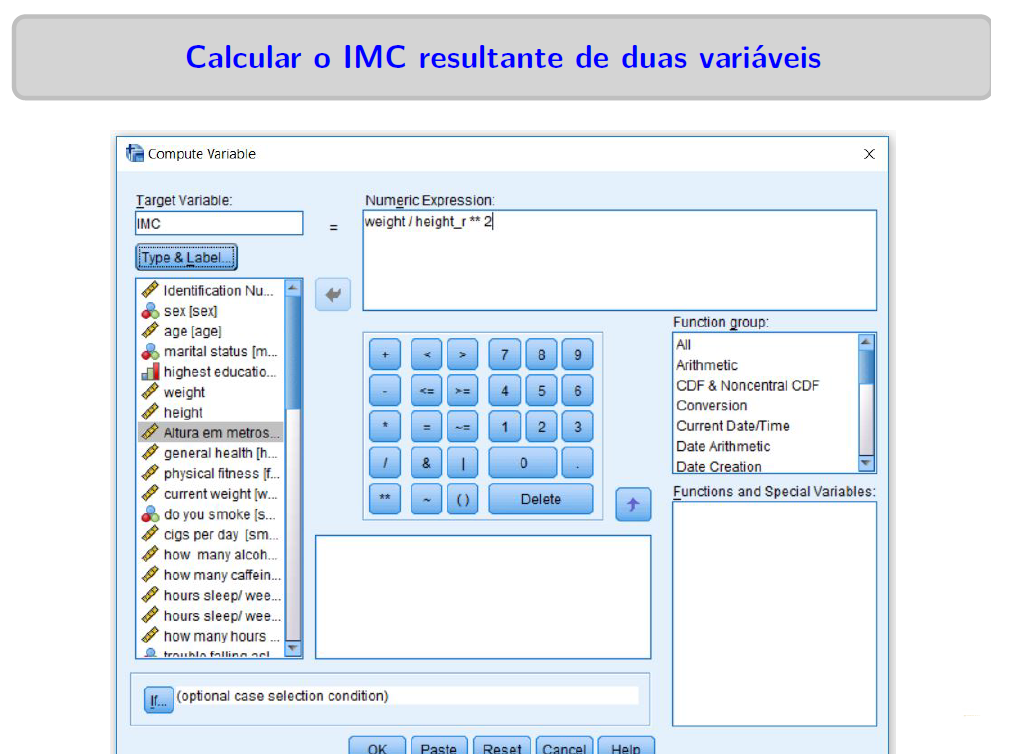 Calcular o IMC resultante de duas variáveis
Compute Variable
Target Variable:
Numeric Expression:
IMC
=
weight / height_r ** 2
Type & Label...
Identification Nu...
sex [sex]
age [age]
marital status [m...
highest educatio...
weight
height
Altura em metros...
general health [h...
physical fitness [f...
current weight [w...
do you smoke [s...
cigs per day [sm...
how many alcoh...
how many caffein...
hours sleep/ wee...
hours sleep/ wee...
how many hours ...
trouble falling asl...
+ < > 7 8 9
- <= >= 4 5 6
* = ~= 1 2 3
/ & | 0 .
** ~ ( ) Delete
Function group:
All
Arithmetic
CDF & Noncentral CDF
Conversion
Current Date/Time
Date Arithmetic
Date Creation
Functions and Special Variables:
If... (optional case selection condition)
OK Paste Reset Cancel Help